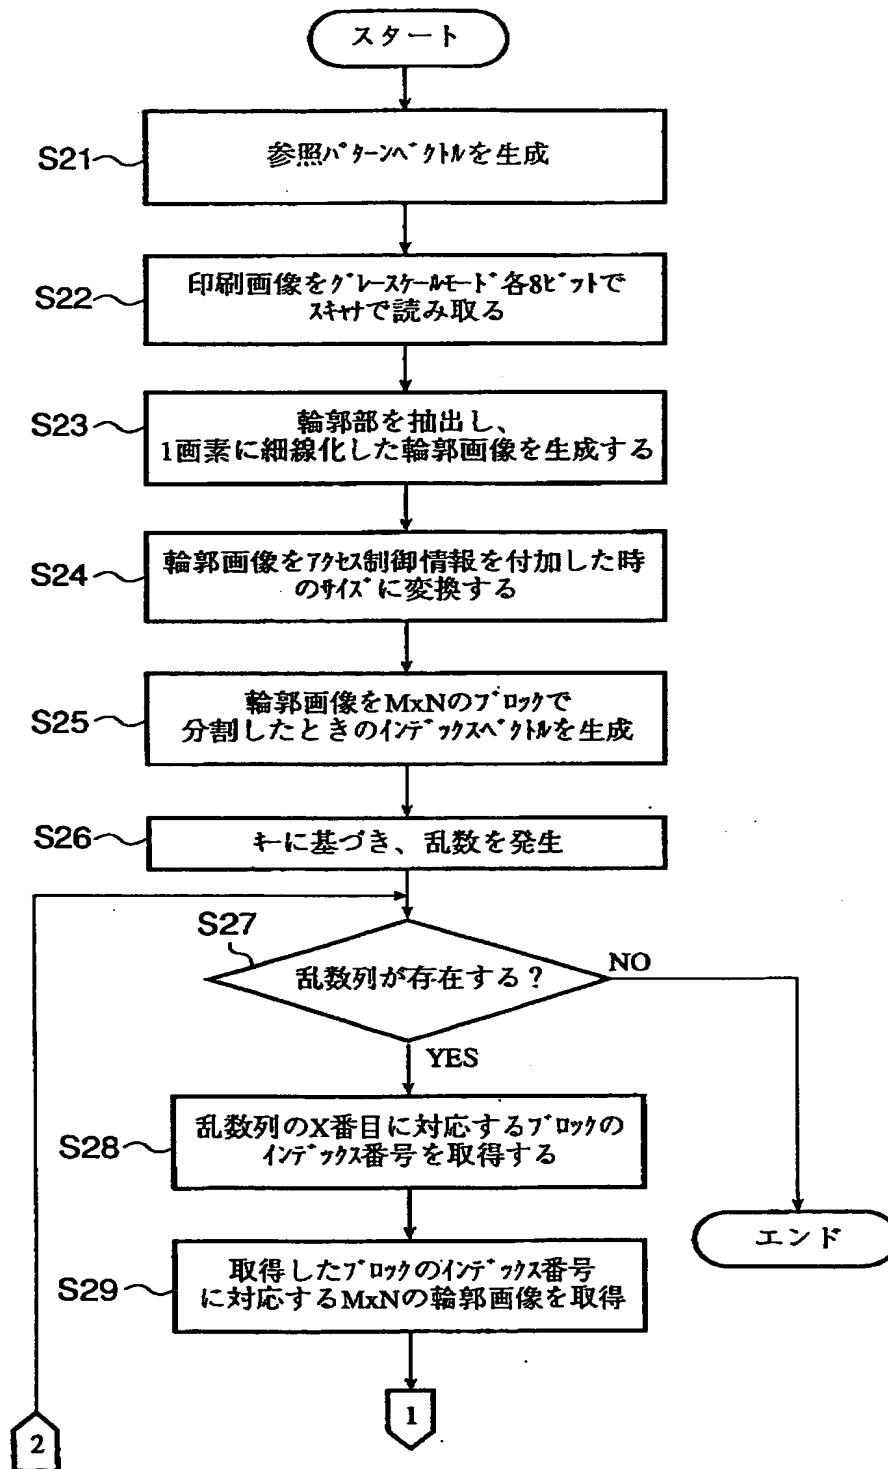 スタート
S21
参照パターンベクトルを生成
S22
印刷画像をグレースケールモード各8ビットで
スキャナで読み取る
S23
輪郭部を抽出し、
1画素に細線化した輪郭画像を生成する
S24
輪郭画像をアクセス制御情報を付加した時
のサイズに変換する
S25
輪郭画像をMxNのブロックで
分割したときのインデックスベクトルを生成
S26
キーに基づき、乱数を発生
S27
乱数列が存在する？
NO
YES
S28
乱数列のX番目に対応するブロックの
インデックス番号を取得する
エンド
S29
取得したブロックのインデックス番号
に対応するMxNの輪郭画像を取得
1
2